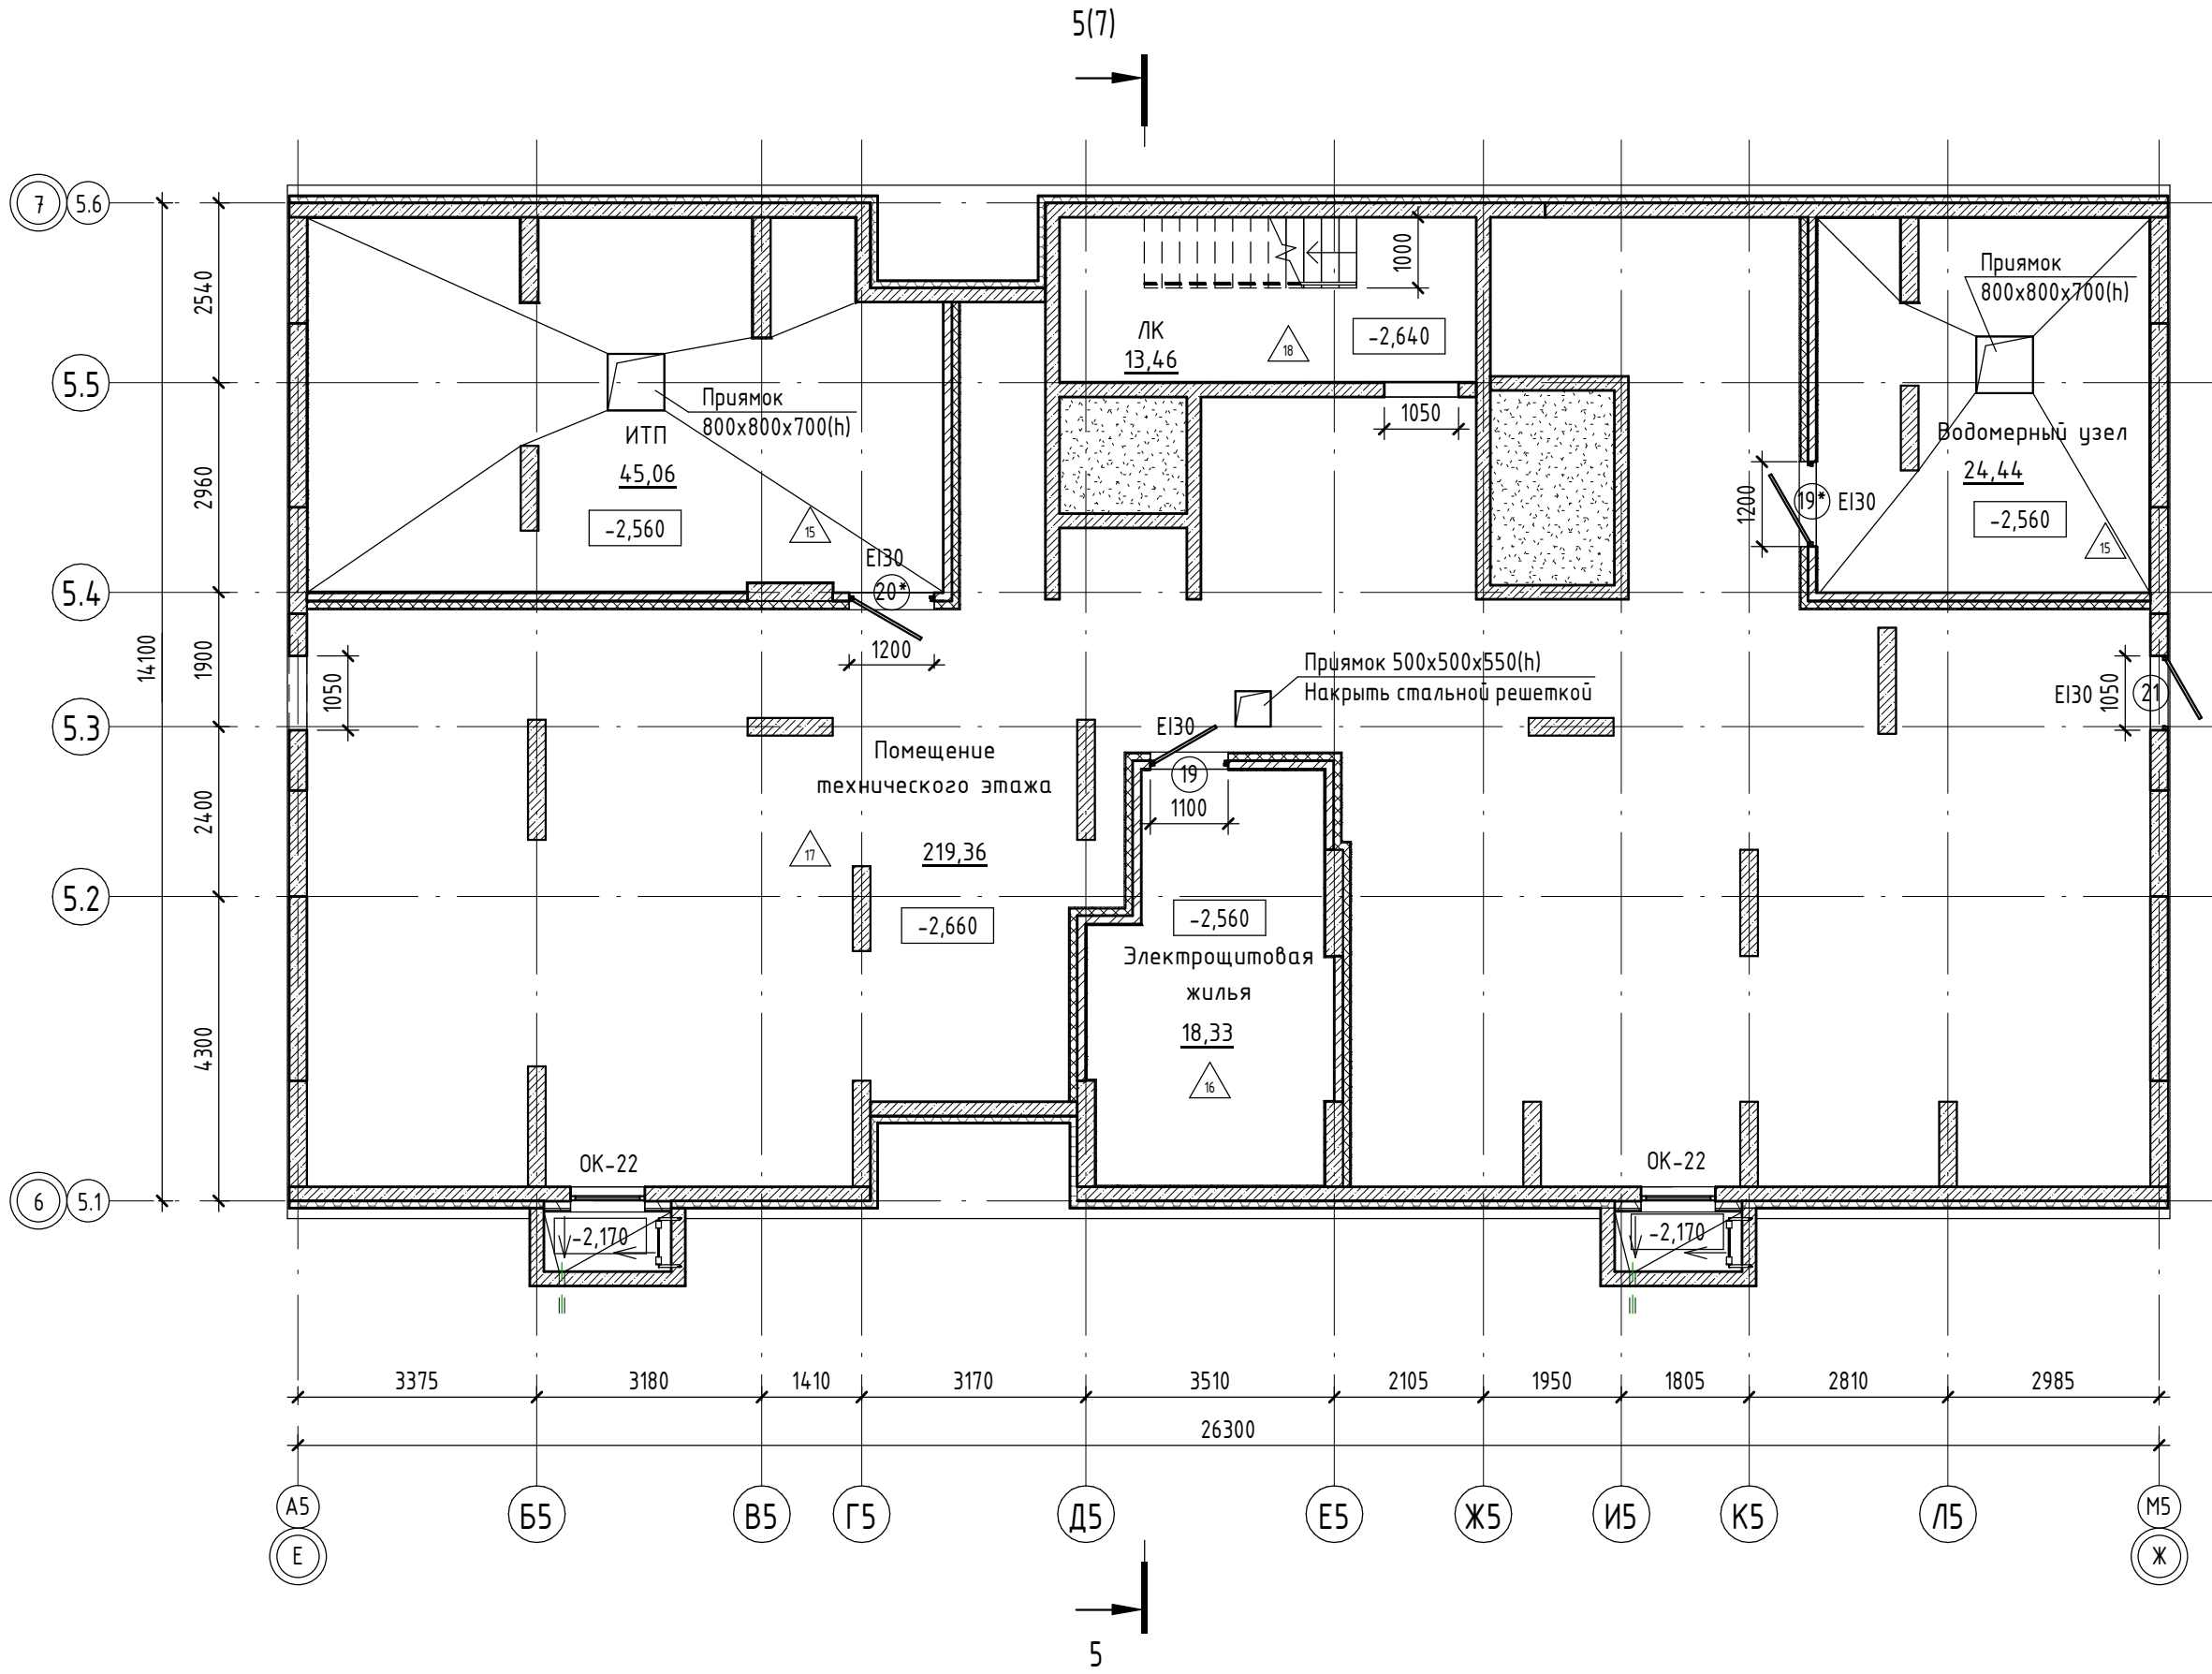 5(7)
7
5.6
5.5
5.4
5.3
5.2
6
5.1
14100
2540
2960
1900
2400
4300
1050
ИТП
45,06
-2,560
Приямок
800х800х700(h)
15
EI30
20*
1200
ЛК
13,46
18
-2,640
1000
1050
Приямок
800х800х700(h)
Водомерный узел
24,44
-2,560
15
1200
19*
EI30
Приямок 500х500х550(h)
Накрыть стальной решеткой
EI30
1050
21
Помещение
технического этажа
17
219,36
-2,660
EI30
19
1100
-2,560
Электрощитовая
жилья
18,33
16
ОК-22
-2,170
ОК-22
-2,170
3375
3180
1410
3170
3510
2105
1950
1805
2810
2985
26300
А5
Е
Б5
В5
Г5
Д5
Е5
Ж5
И5
К5
Л5
М5
Ж
5